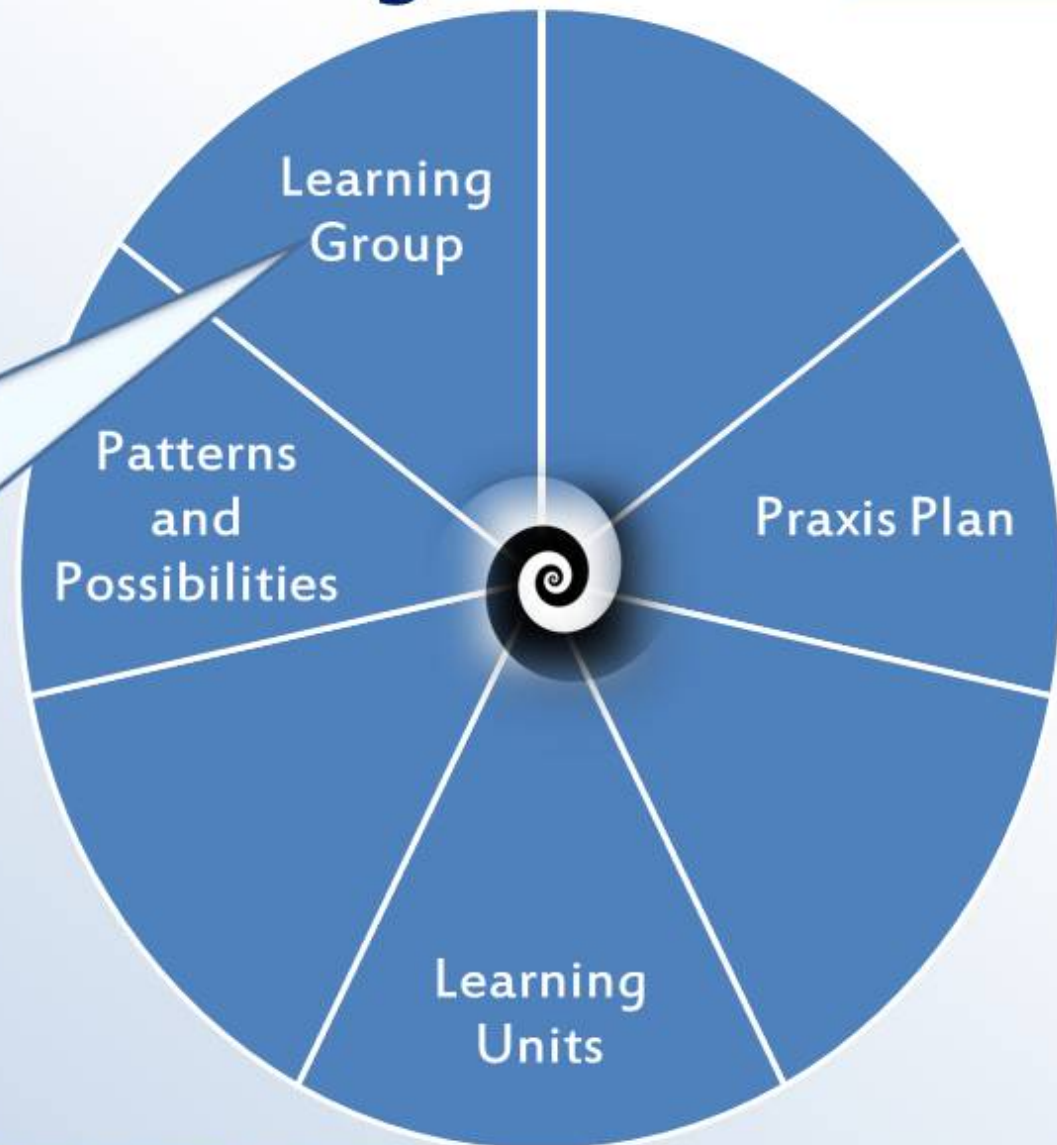 Learning
Group
Patterns
and
Possibilities
Praxis Plan
Learning
Units